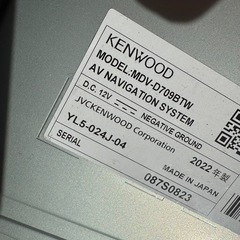 KENWOOD
MODEL:MDV-D709BTW
AV NAVIGATION SYSTEM
D.C. 12V NEGATIVE GROUND
JVCKENWOOD Corporation
YL5-024J-04
2022 年製
SERIAL
MADE IN JAPAN
087S0823